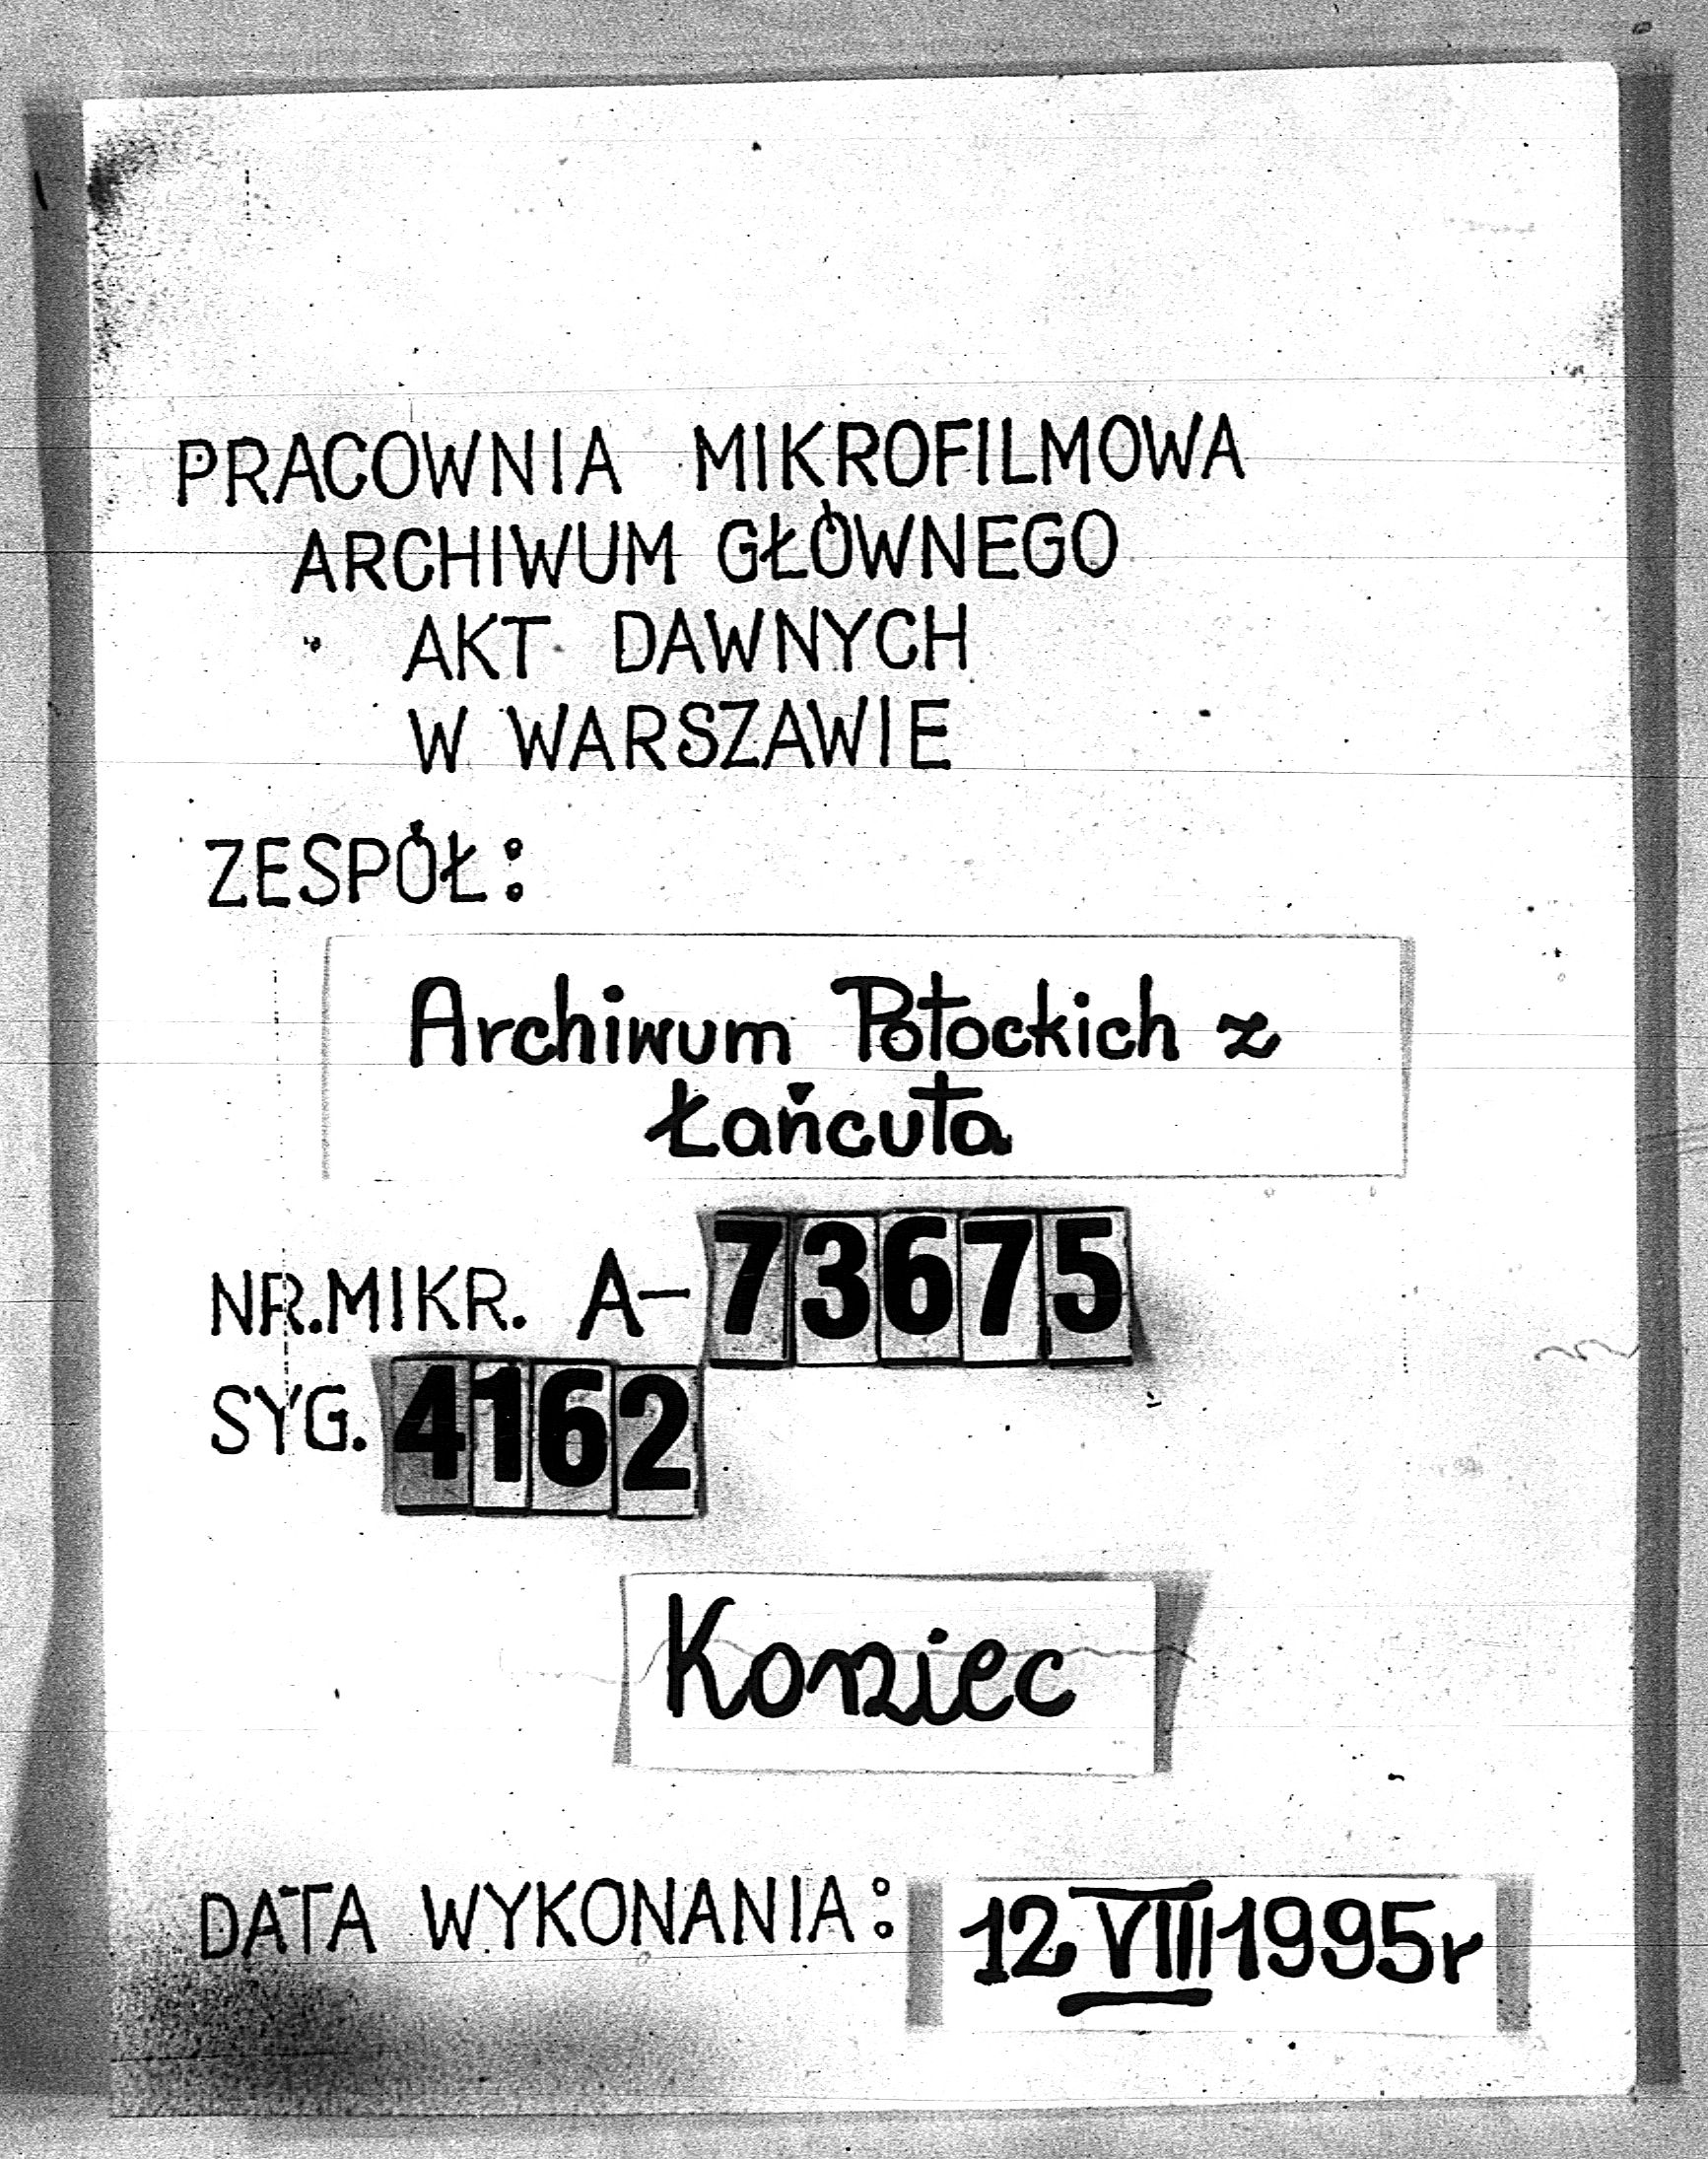 PRACOWNIA MIKROFILMOWA
ARCHIWUM GŁÓWNEGO
AKT DAWNYCH
W WARSZAWIE
ZESPÓŁ:
Archiwum Potockich z
Łańcuta
NR.MIKR. A-73675
SYG. 4162
Koniec
DATA WYKONANIA: 12 VIII 1995r